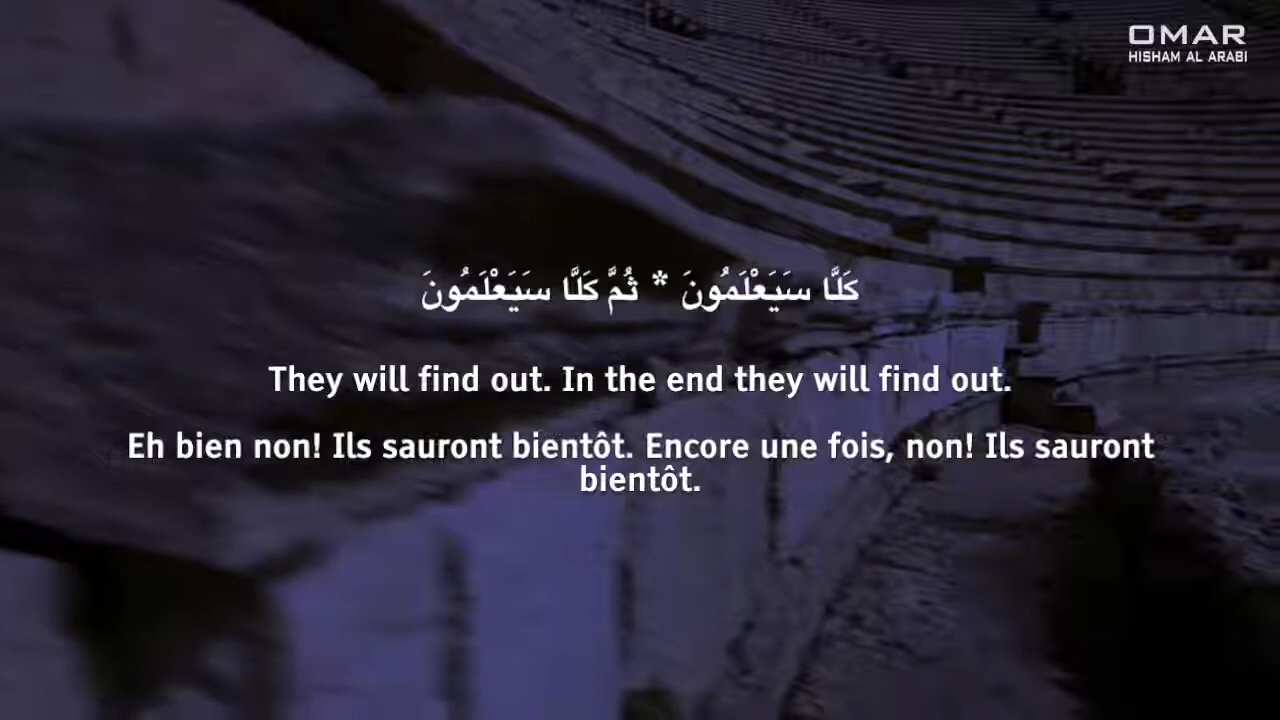 OMAR
HISHAM AL ARABI
كَلَّا سَيَعْلَمُونَ * ثُمَّ كَلَّا سَيَعْلَمُونَ
They will find out. In the end they will find out.
Eh bien non! Ils sauront bientôt. Encore une fois, non! Ils sauront
bientôt.